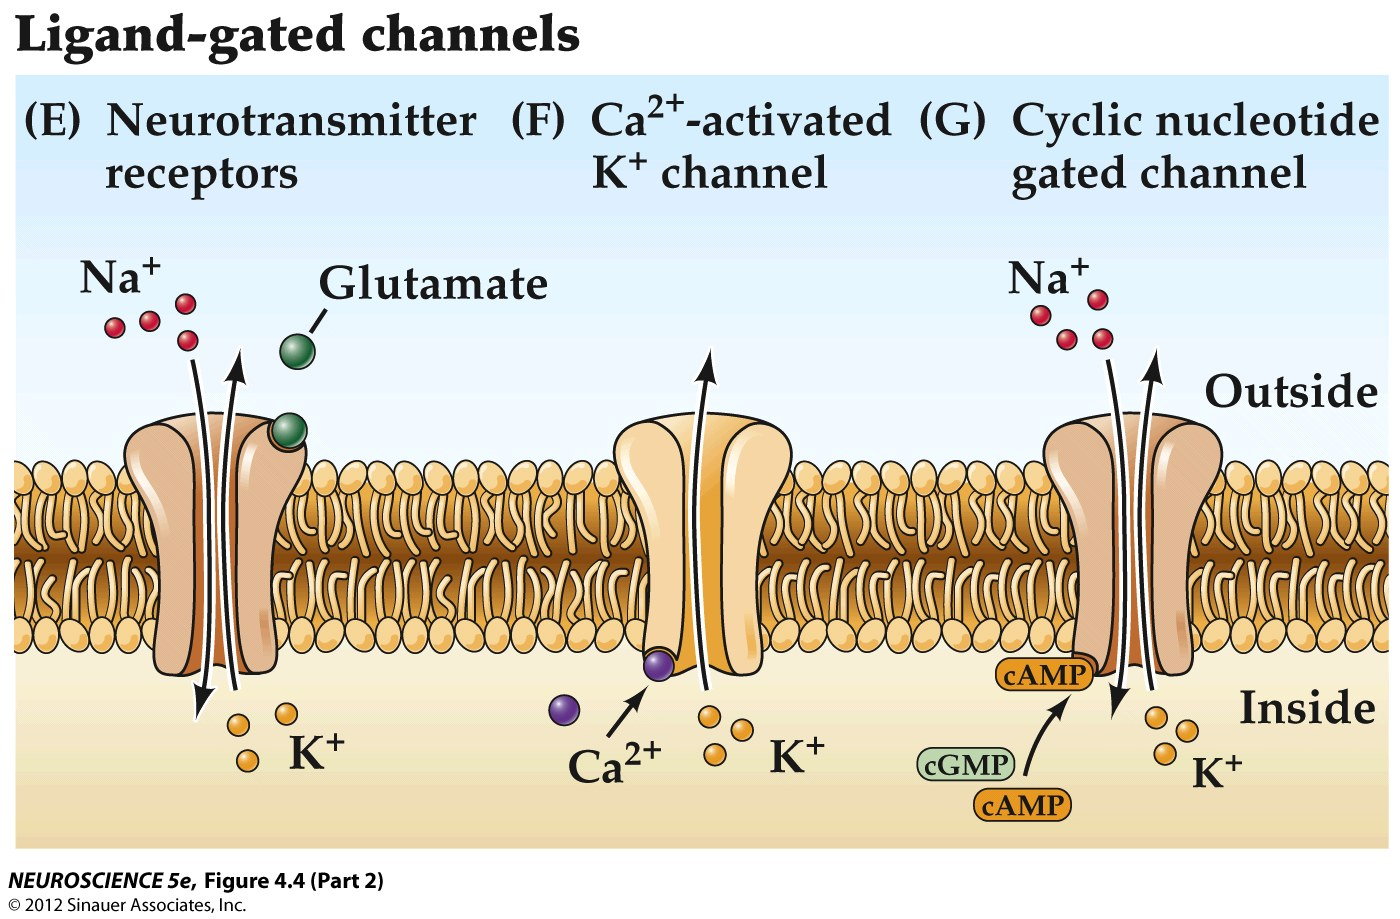 Ligand-gated channels
(E) Neurotransmitter
receptors
(F) Ca²⁺-activated
K⁺ channel
(G) Cyclic nucleotide
gated channel
Na⁺
Glutamate
Na⁺
Outside
Inside
K⁺
Ca²⁺
K⁺
cAMP
cGMP
cAMP
K⁺
NEUROSCIENCE 5e, Figure 4.4 (Part 2)
© 2012 Sinauer Associates, Inc.